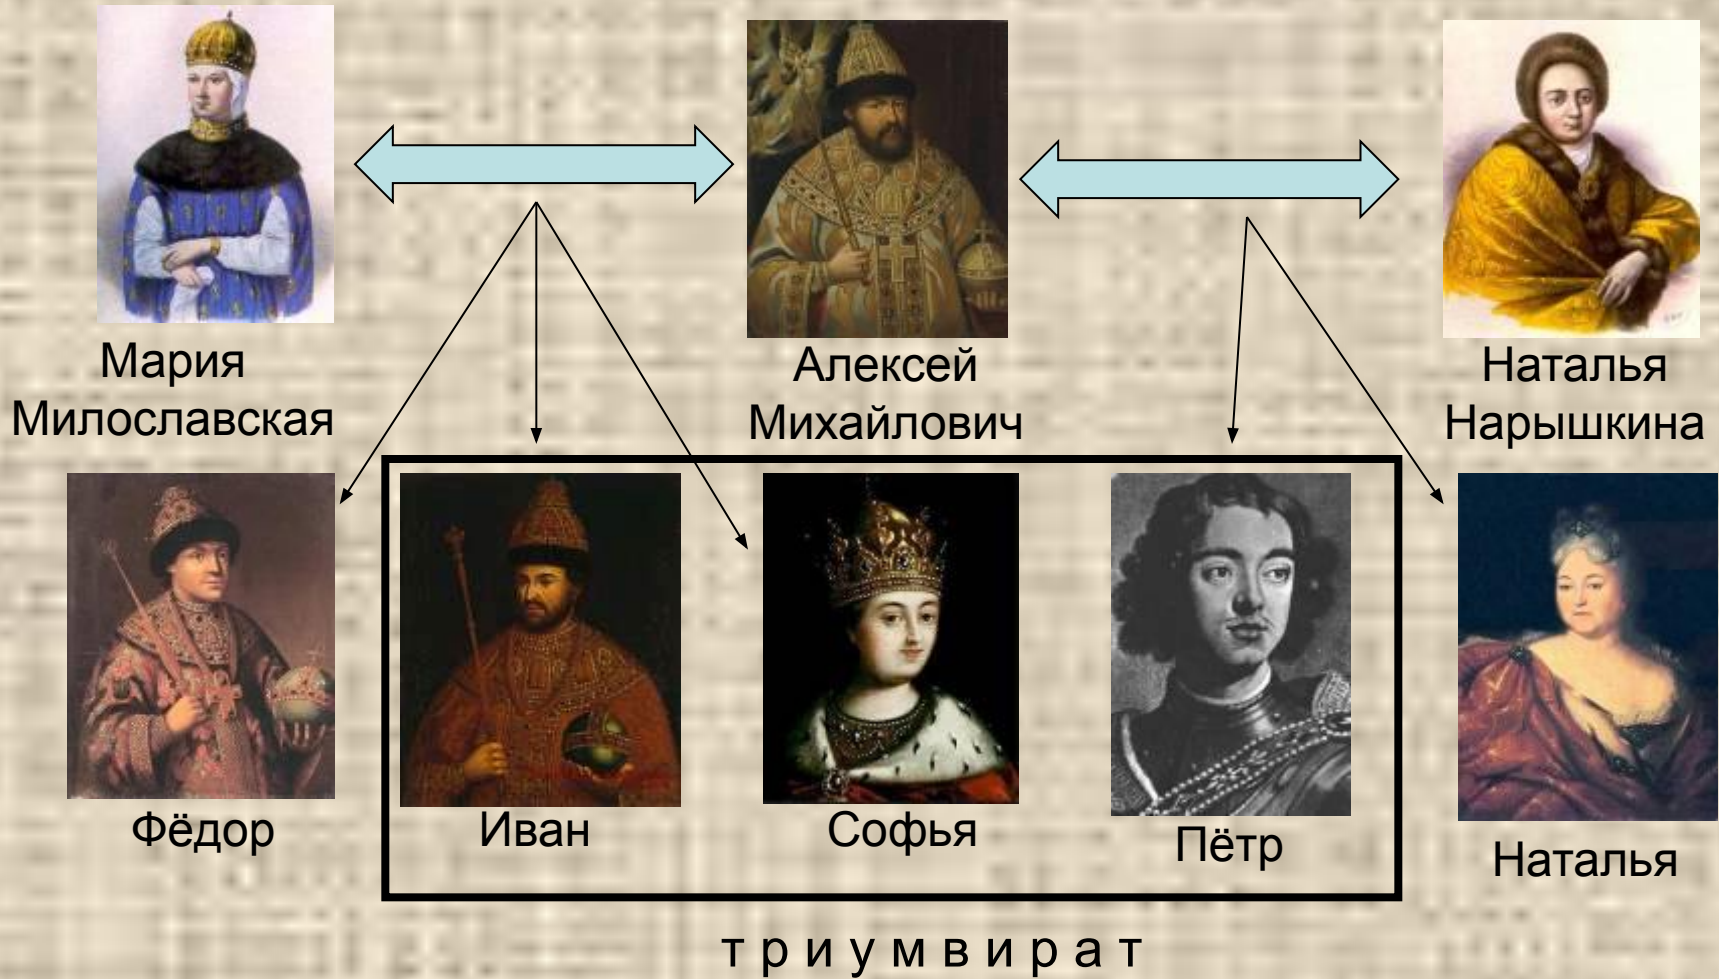 Мария
Милославская
Алексей
Михайлович
Наталья
Нарышкина
Фёдор
Иван
Софья
Пётр
Наталья
триумвират